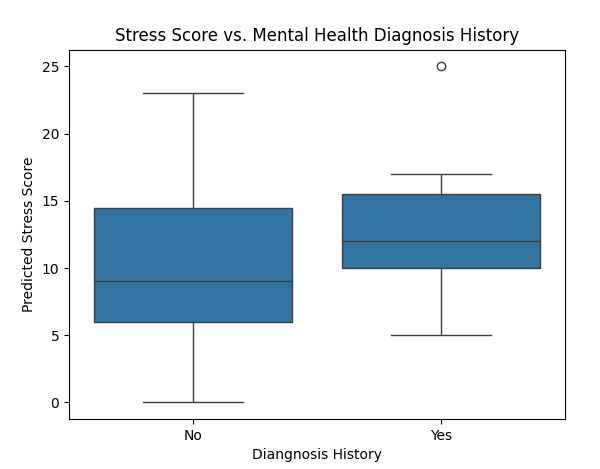 Stress Score vs. Mental Health Diagnosis History
25
20
15
10
5
0
Predicted Stress Score
No
Yes
Diangnosis History